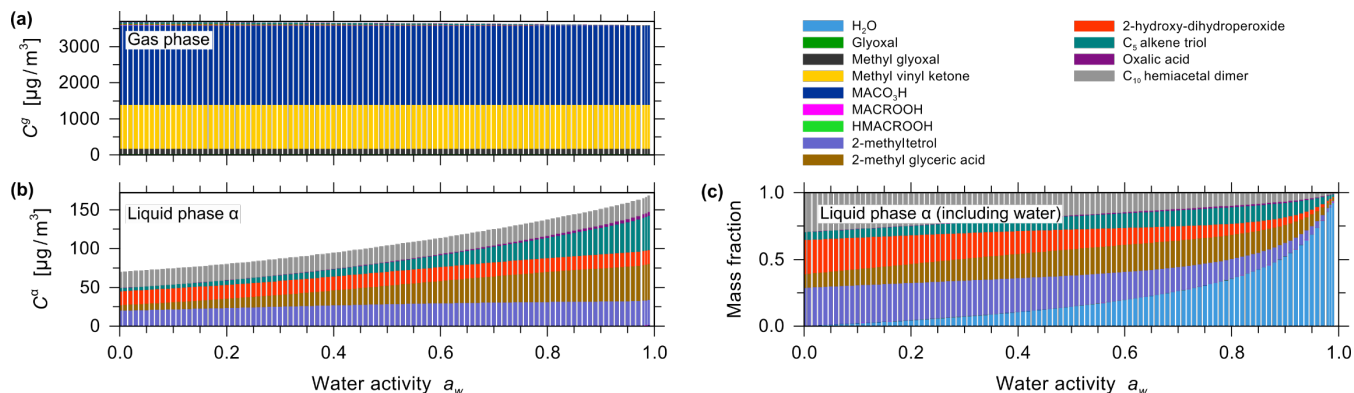 (a)
Gas phase
3000
2000
1000
0
C^g [µg / m³]
H₂O
Glyoxal
Methyl glyoxal
Methyl vinyl ketone
MACO₃H
MACROOH
HMACROOH
2-methyltetrol
2-methyl glyceric acid
2-hydroxy-dihydroperoxide
C₅ alkene triol
Oxalic acid
C₁₀ hemiacetal dimer
(b)
Liquid phase α
150
100
50
0
C^α [µg / m³]
0.0 0.2 0.4 0.6 0.8 1.0
Water activity a_w
(c)
Liquid phase α (including water)
1.0
0.5
0.0
Mass fraction
0.0 0.2 0.4 0.6 0.8 1.0
Water activity a_w